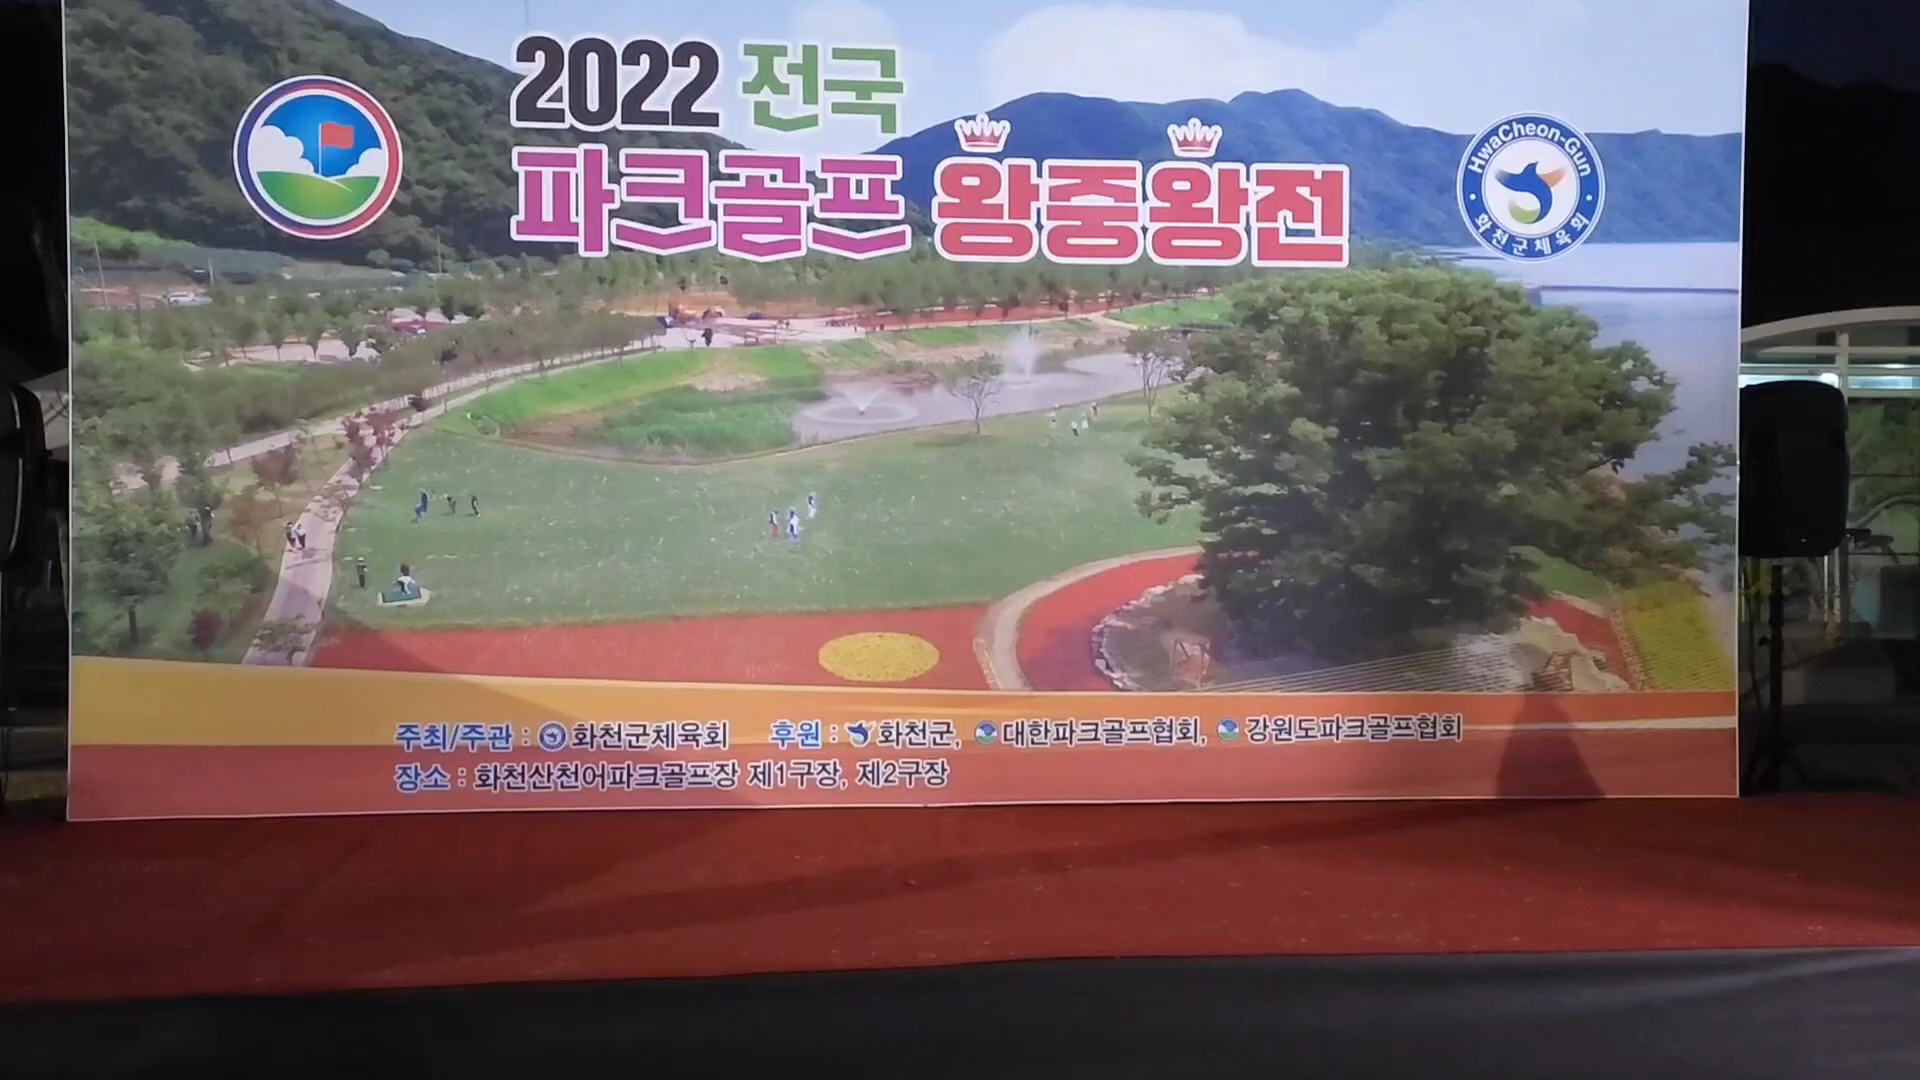 2022 전국
파크골프 왕중왕전
HwaCheon-Gun
화천군체육회
주최/주관 : 화천군체육회 후원 : 화천군, 대한파크골프협회, 강원도파크골프협회
장소 : 화천산천어파크골프장 제1구장, 제2구장